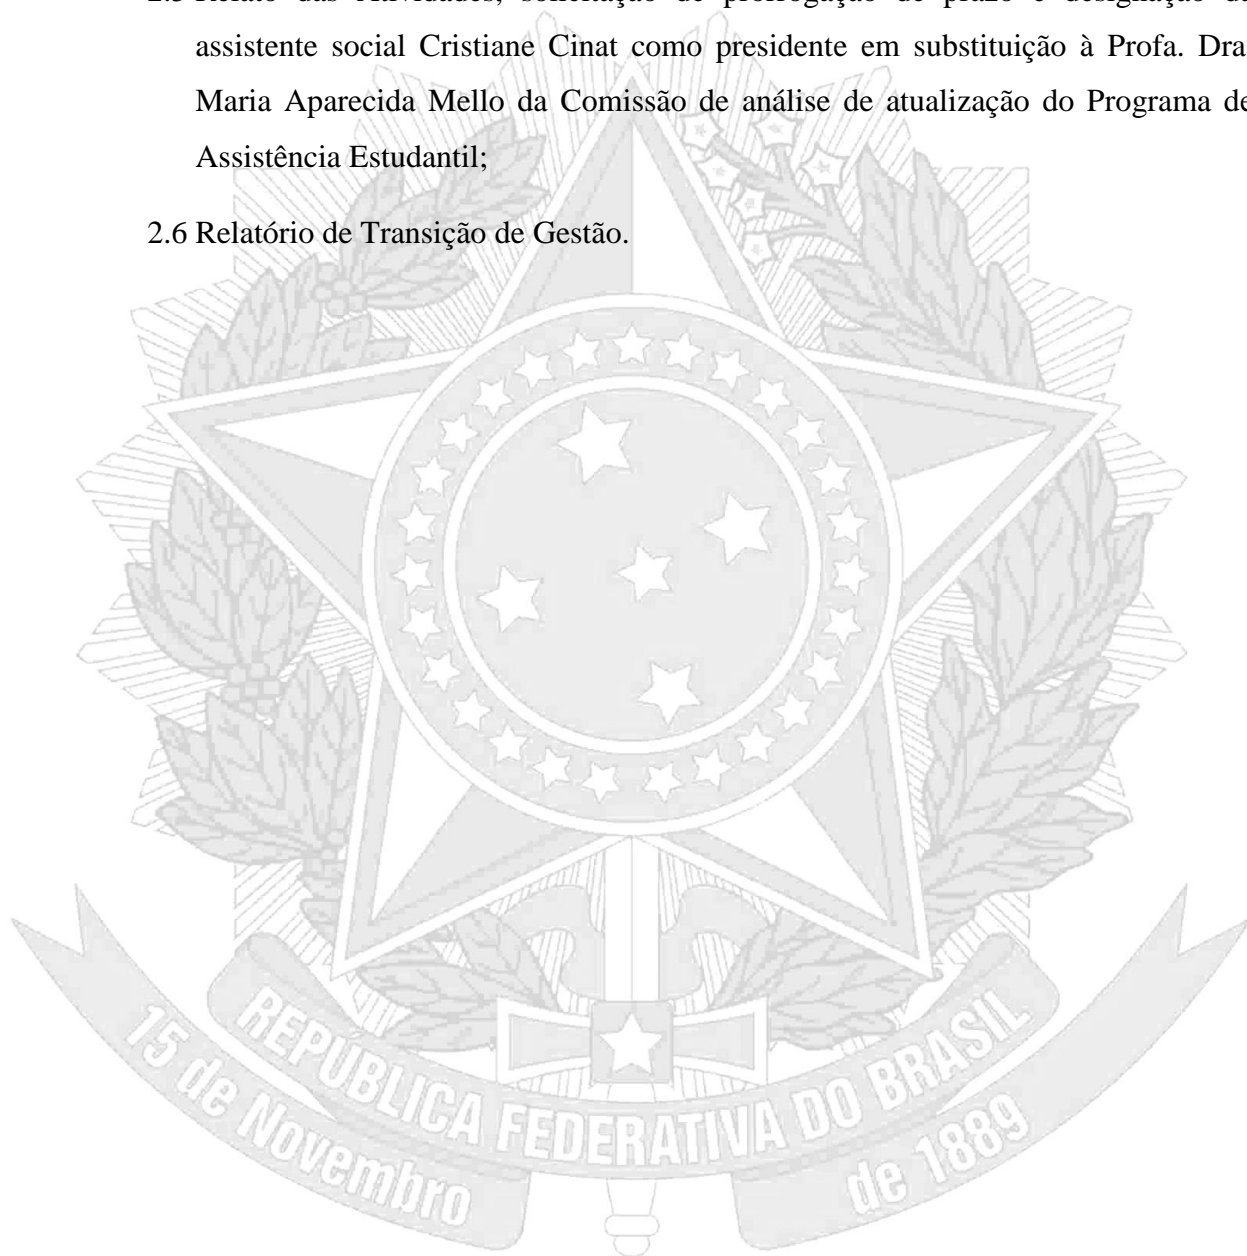 2.5 Relato das Atividades, solicitação de prorrogação de prazo e designação da
assistente social Cristiane Cinat como presidente em substituição à Profa. Dra
Maria Aparecida Mello da Comissão de análise de atualização do Programa de
Assistência Estudantil;
2.6 Relatório de Transição de Gestão.
REPÚBLICA FEDERATIVA DO BRASIL
15 de Novembro
de 1889